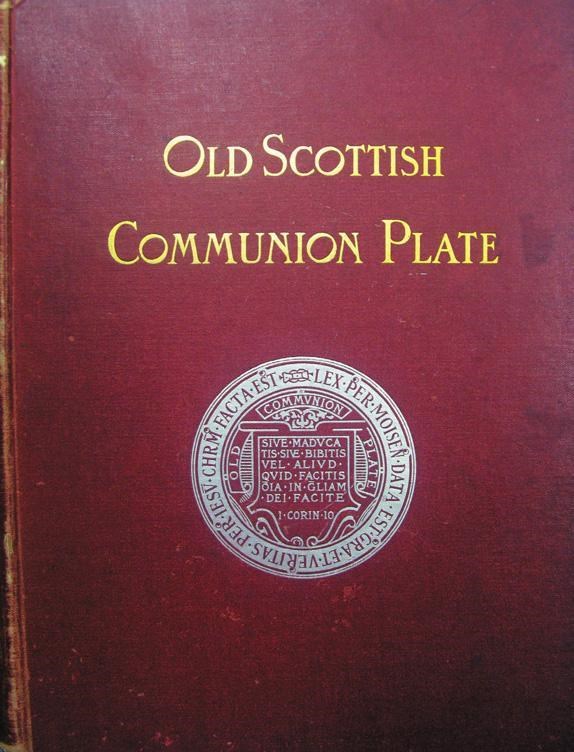 OLD SCOTTISH
COMMUNION PLATE
LEX·PER·MOISEN·DATA·EST·GRA·ET·VERITAS·PER·IESV·CHRM·FACTA·EST
COMMVNION
OLD
PLATE
SIVE·MADVCA
TIS·SIVE·BIBITIS
VEL·ALIVD·
QVID·FACITIS
OIA·IN·GLIAM
DEI·FACITE
I·CORIN·10